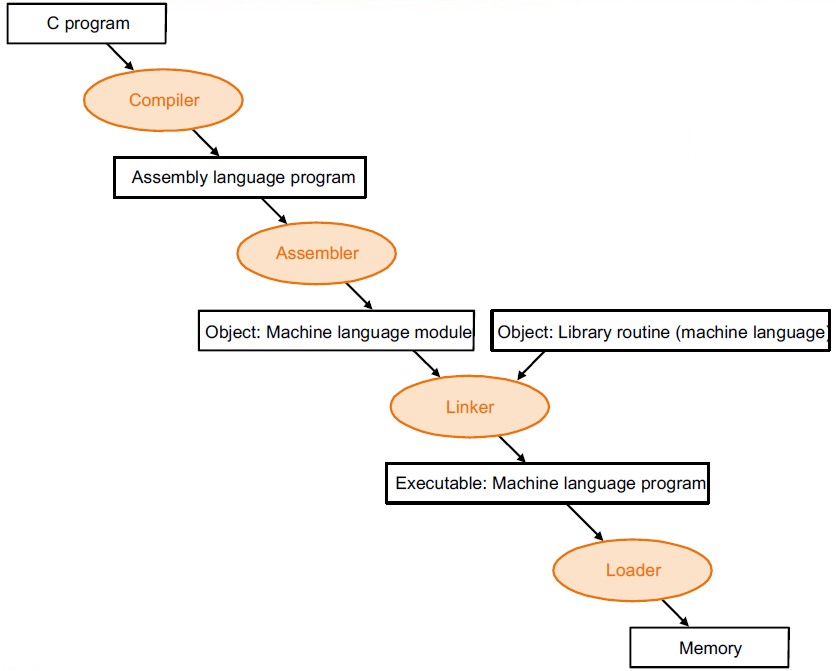 C program
Compiler
Assembly language program
Assembler
Object: Machine language module
Object: Library routine (machine language)
Linker
Executable: Machine language program
Loader
Memory